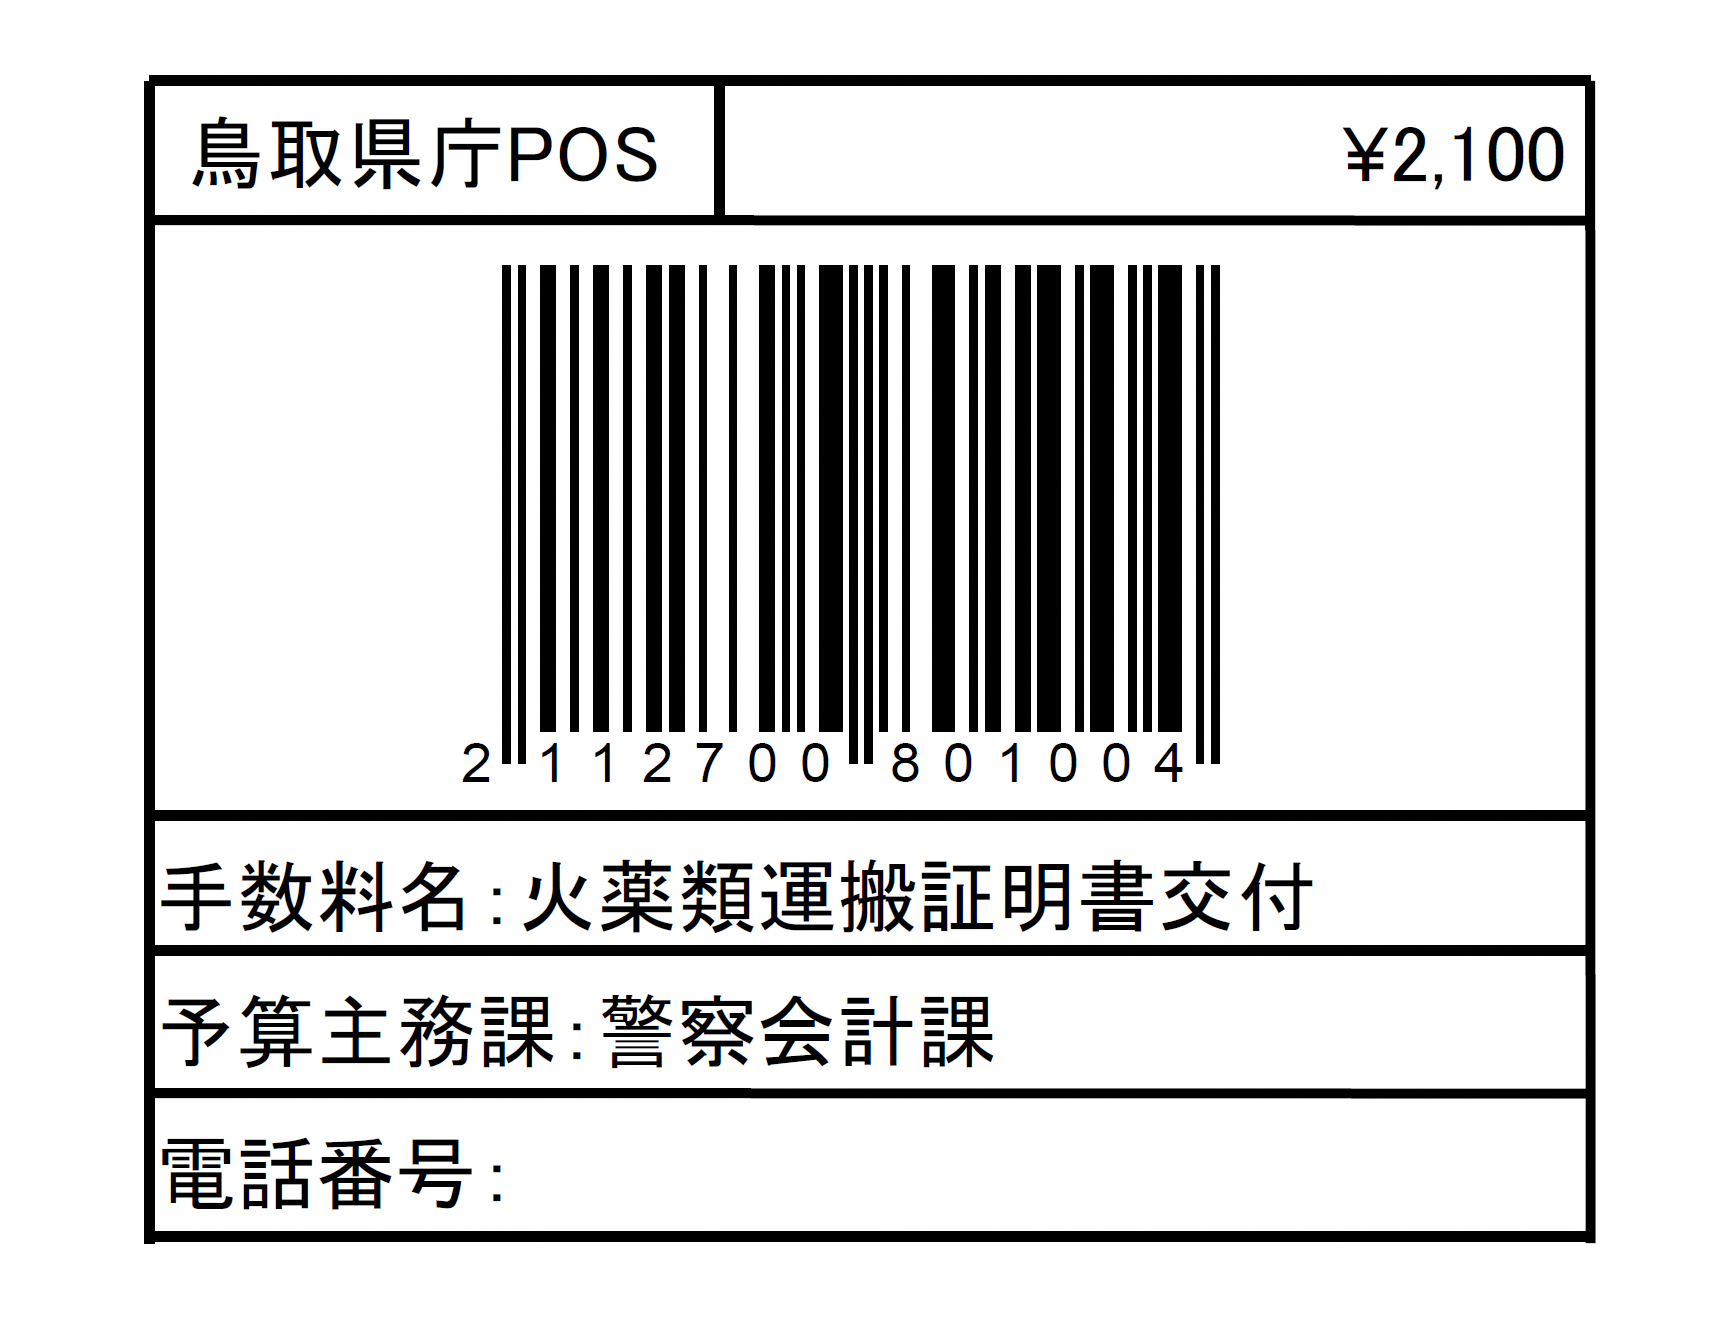 鳥取県庁POS ¥2,100
2 112700 801004
手数料名:火薬類運搬証明書交付
予算主務課:警察会計課
電話番号: